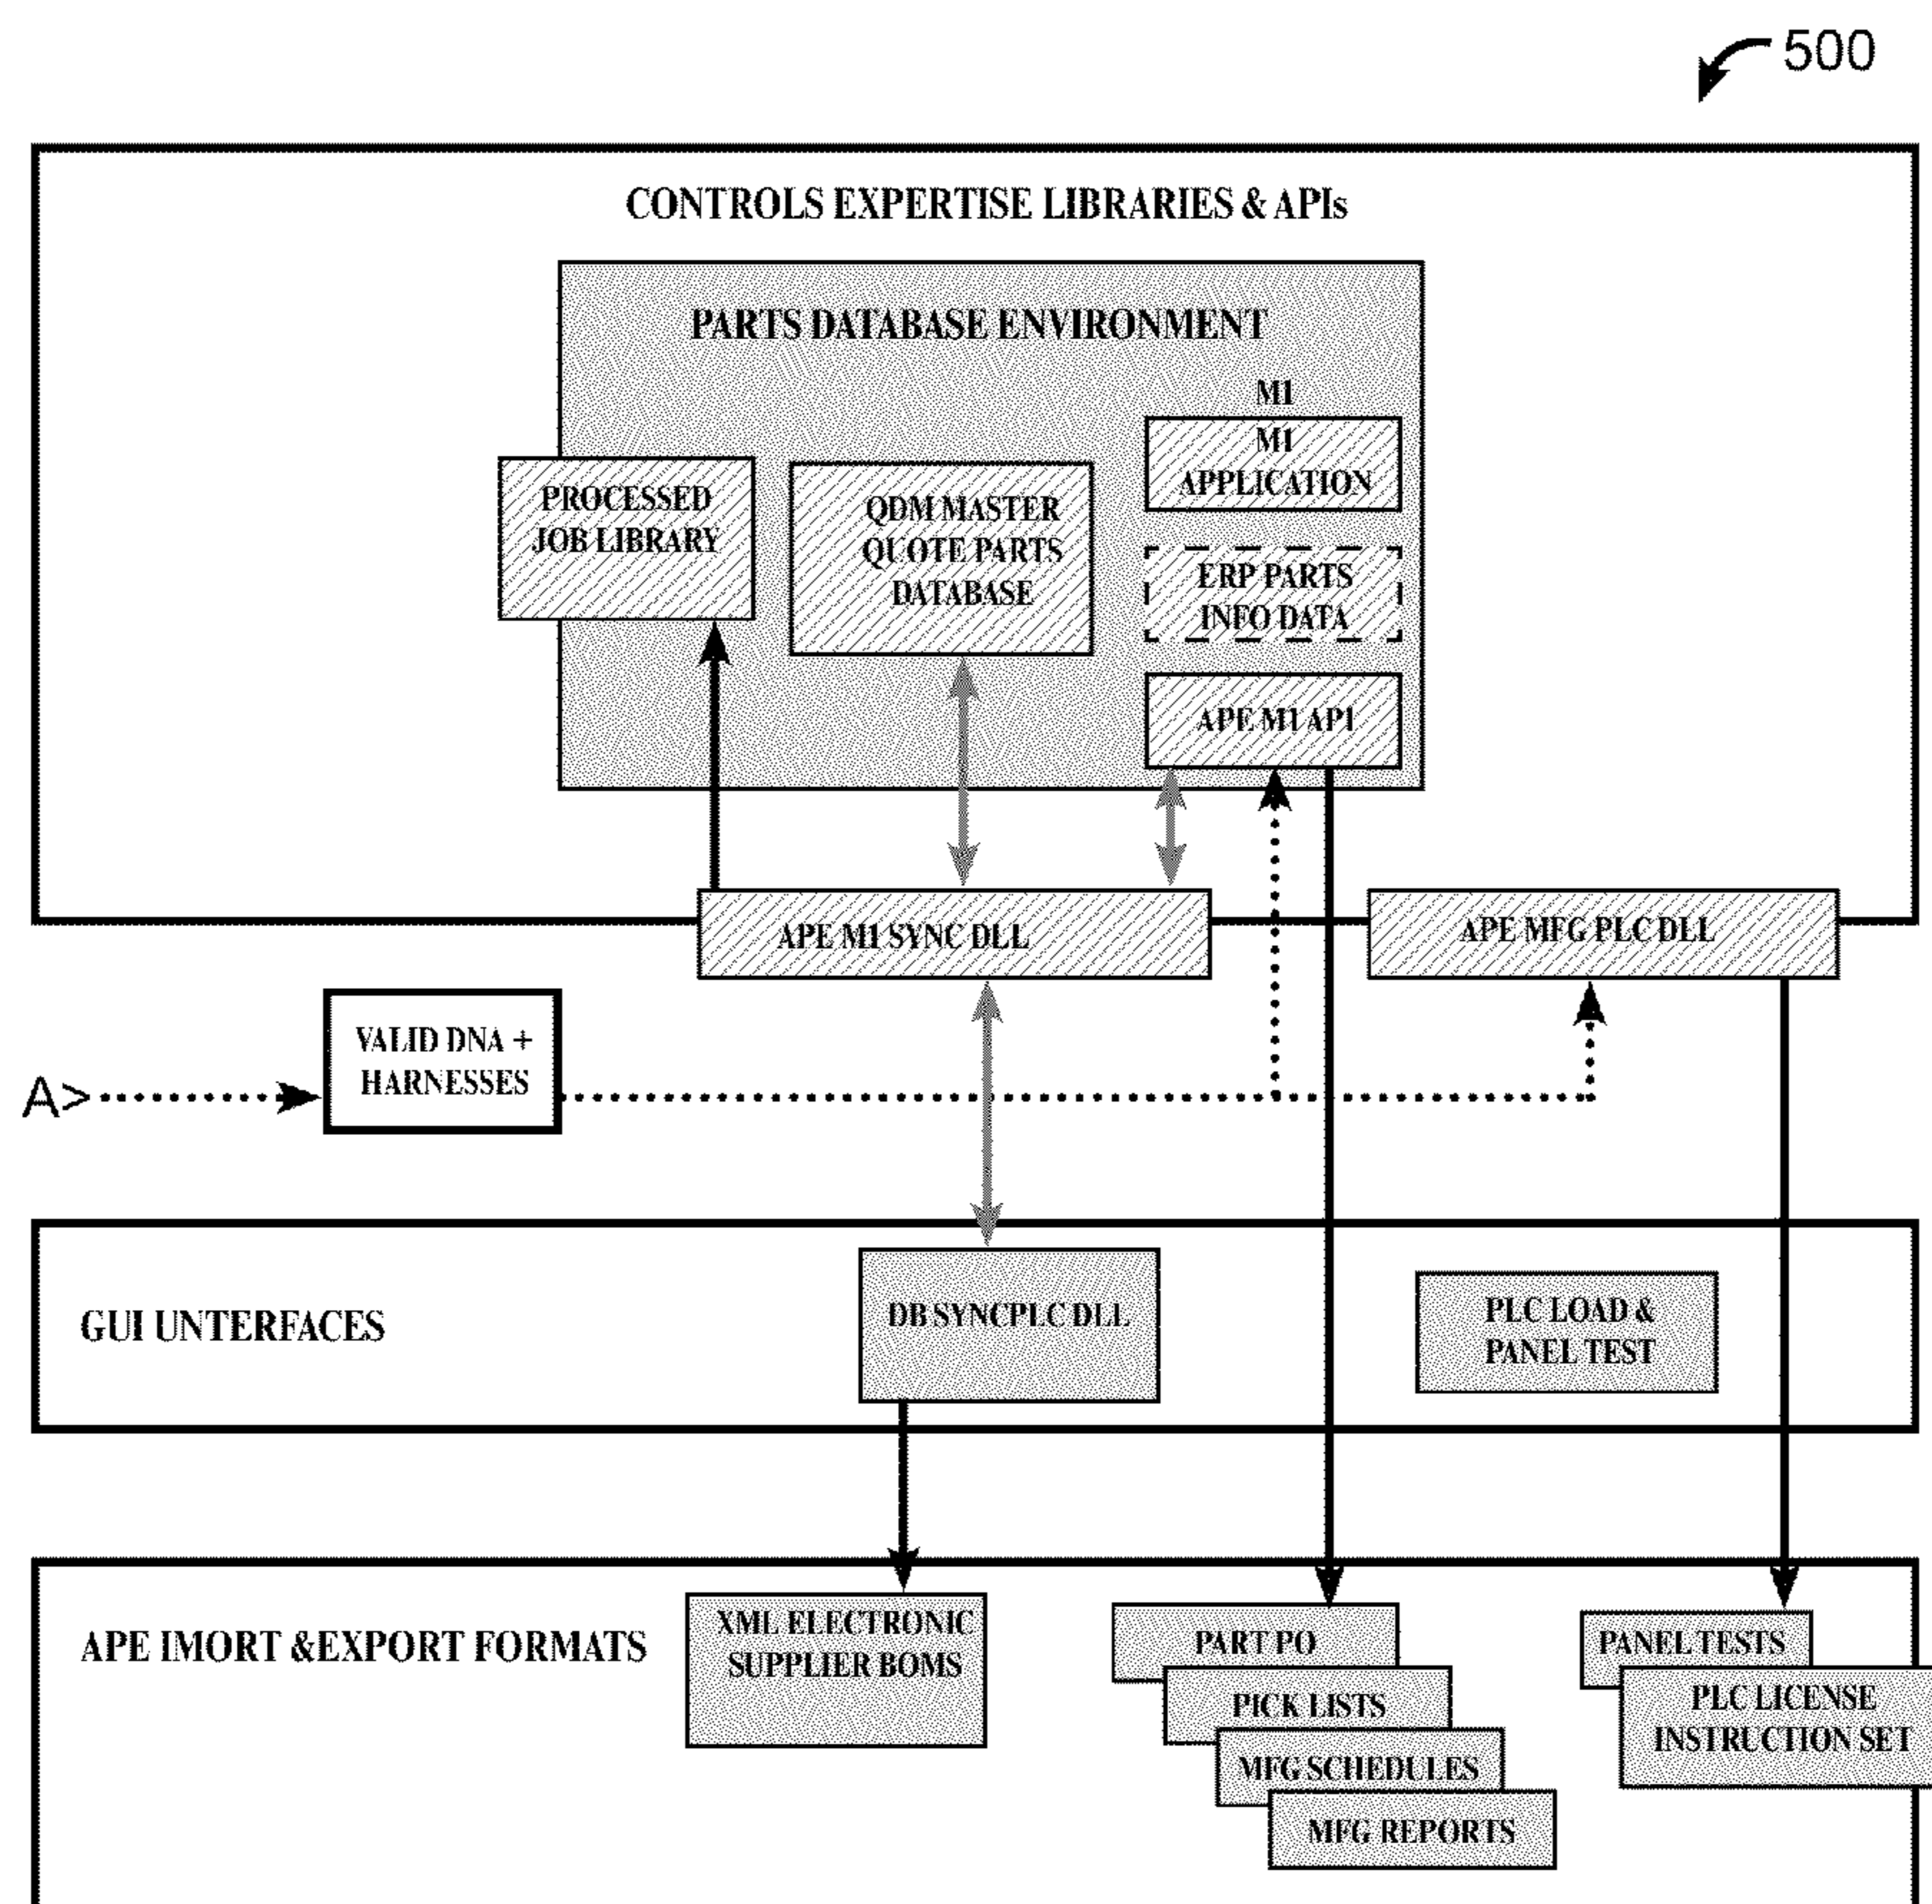 500
CONTROLS EXPERTISE LIBRARIES & APIs
PARTS DATABASE ENVIRONMENT
M1
M1
APPLICATION
PROCESSED
JOB LIBRARY
QDM MASTER
QUOTE PARTS
DATABASE
ERP PARTS
INFO DATA
APE M1 API
APE M1 SYNC DLL
APE MFG PLC DLL
VALID DNA +
HARNESSES
A>
GUI UNTERFACES
DB SYNCPLC DLL
PLC LOAD &
PANEL TEST
APE IMORT &EXPORT FORMATS
XML ELECTRONIC
SUPPLIER BOMS
PART PO
PICK LISTS
MFG SCHEDULES
MFG REPORTS
PANEL TESTS
PLC LICENSE
INSTRUCTION SET